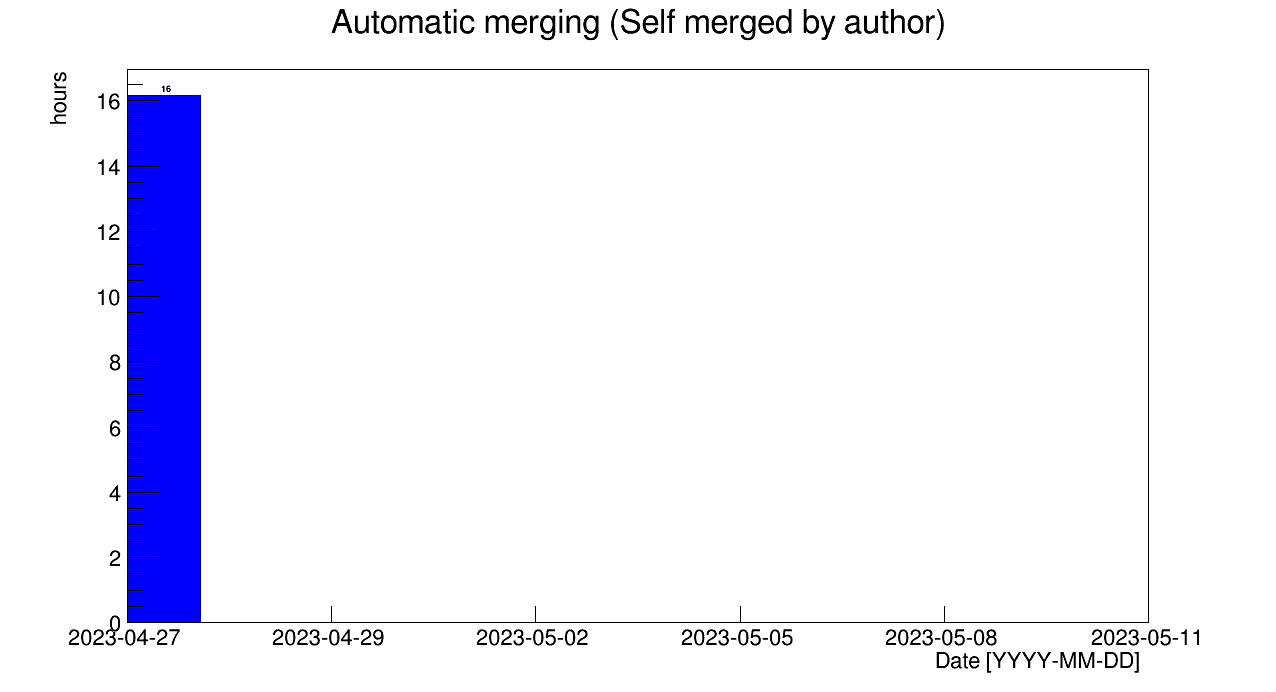 Automatic merging (Self merged by author)
hours
16
16
14
12
10
8
6
4
2
0
2023-04-27 2023-04-29 2023-05-02 2023-05-05 2023-05-08 2023-05-11
Date [YYYY-MM-DD]